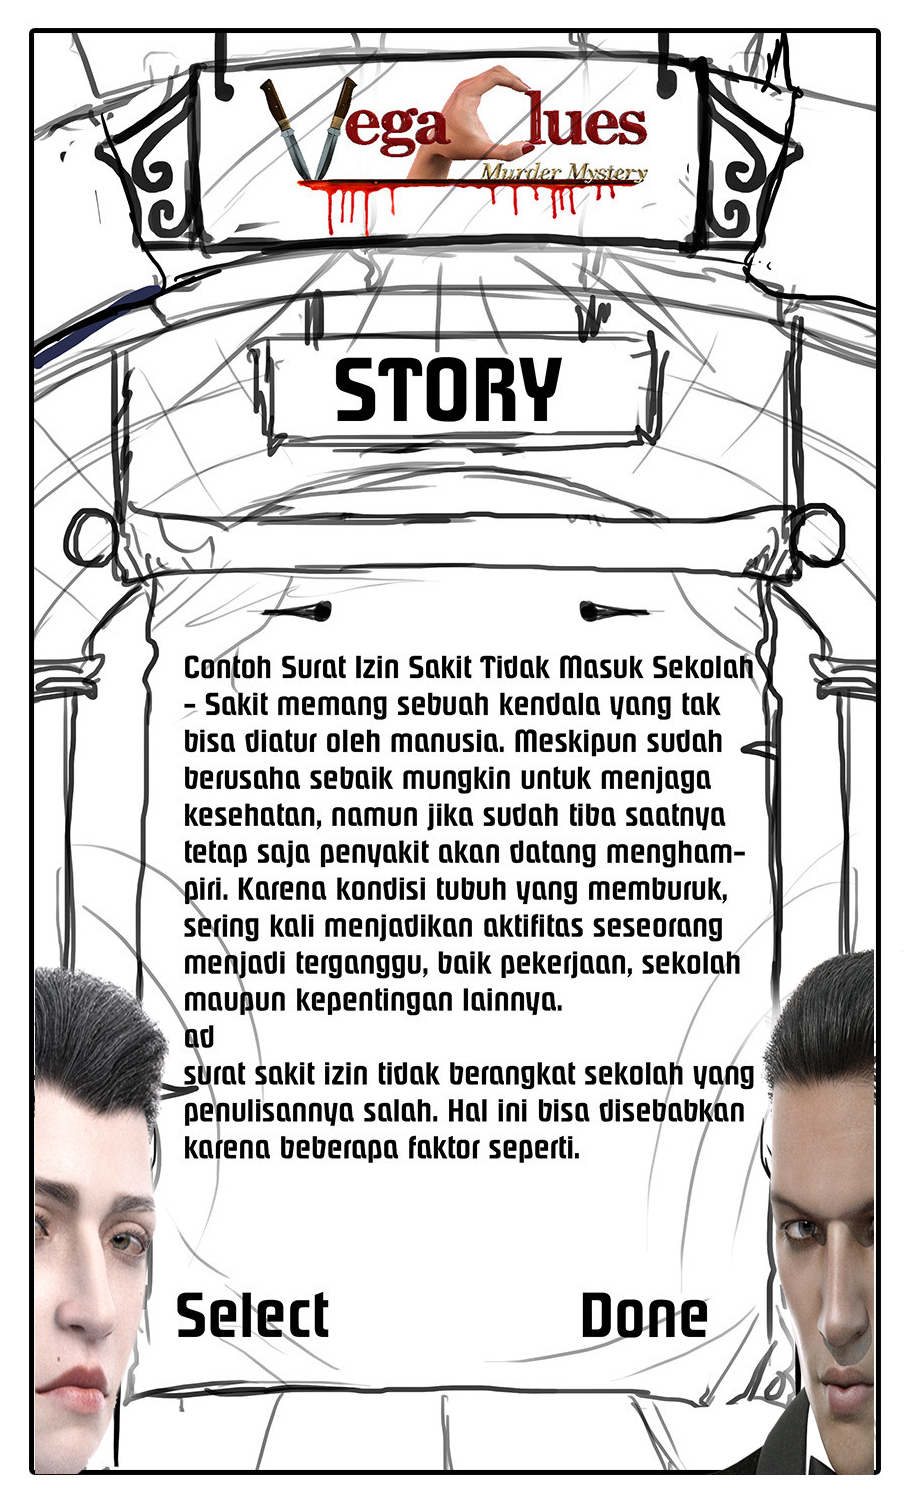 Vega Clues
Murder Mystery
STORY
Contoh Surat Izin Sakit Tidak Masuk Sekolah
- Sakit memang sebuah kendala yang tak
bisa diatur oleh manusia. Meskipun sudah
berusaha sebaik mungkin untuk menjaga
kesehatan, namun jika sudah tiba saatnya
tetap saja penyakit akan datang mengham-
piri. Karena kondisi tubuh yang memburuk,
sering kali menjadikan aktifitas seseorang
menjadi terganggu, baik pekerjaan, sekolah
maupun kepentingan lainnya.
ad
surat sakit izin tidak berangkat sekolah yang
penulisannya salah. Hal ini bisa disebabkan
karena beberapa faktor seperti.
Select Done